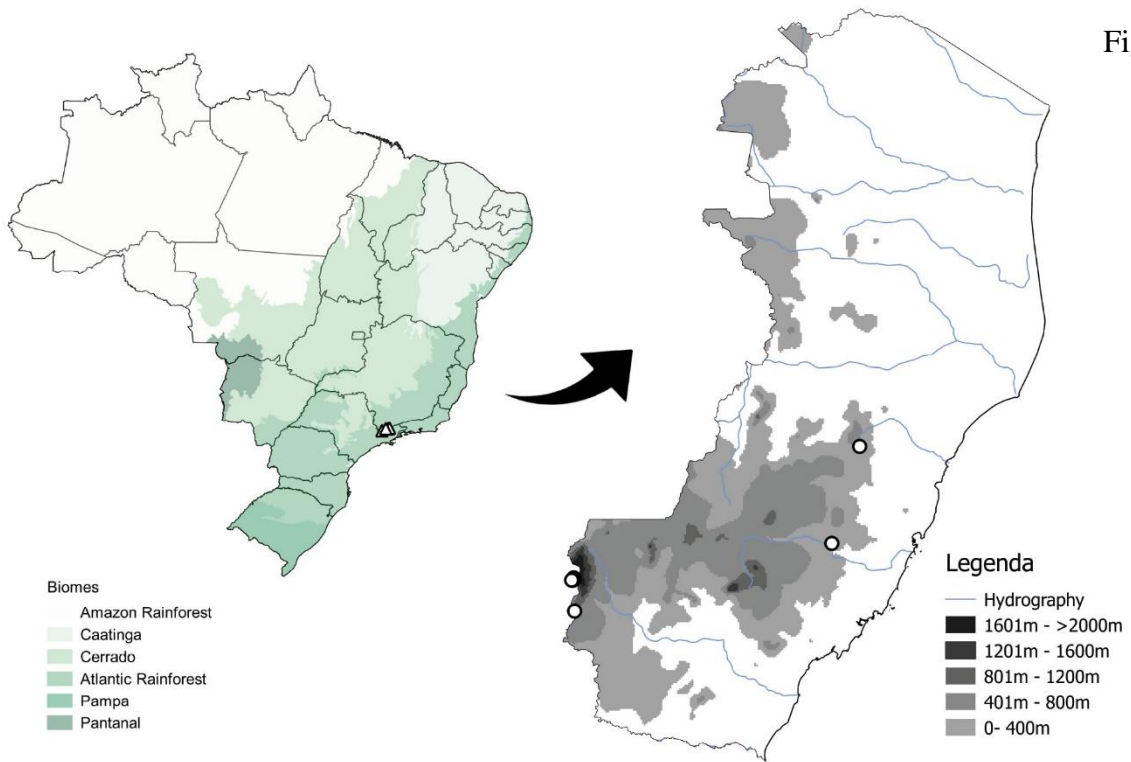 Fi
Biomes
Amazon Rainforest
Caatinga
Cerrado
Atlantic Rainforest
Pampa
Pantanal
Legenda
Hydrography
1601m - >2000m
1201m - 1600m
801m - 1200m
401m - 800m
0- 400m